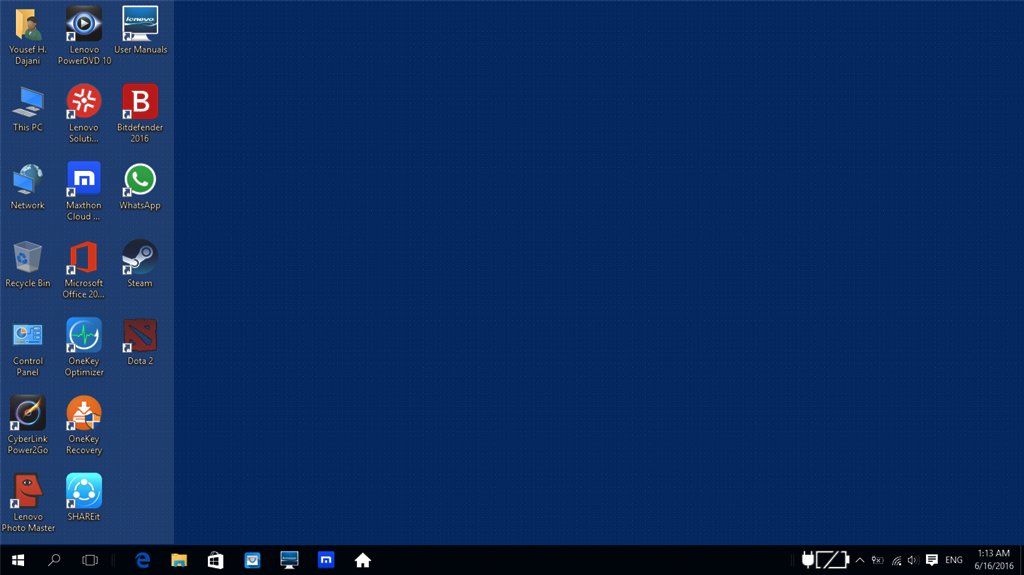 Yousef H.
Dajani
Lenovo
PowerDVD 10
lenovo
User Manuals
This PC
Lenovo
Soluti...
B
Bitdefender
2016
Network
m
Maxthon
Cloud ...
WhatsApp
Recycle Bin
Microsoft
Office 20...
Steam
Control
Panel
OneKey
Optimizer
Dota 2
CyberLink
Power2Go
OneKey
Recovery
Lenovo
Photo Master
SHAREit
m
ENG
1:13 AM
6/16/2016